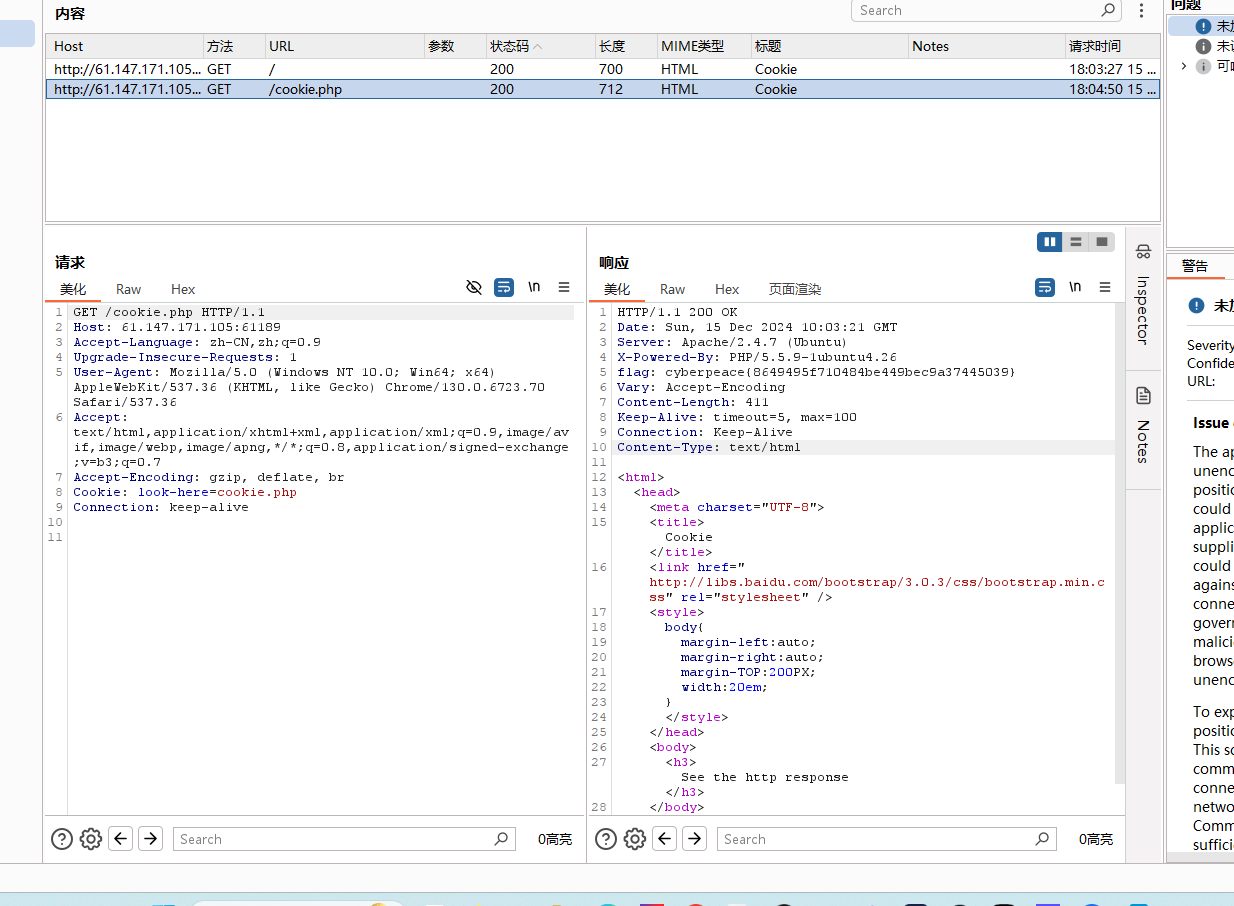 内容
Search
Host 方法 URL 参数 状态码 长度 MIME类型 标题 Notes 请求时间
http://61.147.171.105... GET / 200 700 HTML Cookie 18:03:27 15 ...
http://61.147.171.105... GET /cookie.php 200 712 HTML Cookie 18:04:50 15 ...
请求
美化 Raw Hex
\n
1 GET /cookie.php HTTP/1.1
2 Host: 61.147.171.105:61189
3 Accept-Language: zh-CN,zh;q=0.9
4 Upgrade-Insecure-Requests: 1
5 User-Agent: Mozilla/5.0 (Windows NT 10.0; Win64; x64)
AppleWebKit/537.36 (KHTML, like Gecko) Chrome/130.0.6723.70
Safari/537.36
6 Accept:
text/html,application/xhtml+xml,application/xml;q=0.9,image/av
if,image/webp,image/apng,*/*;q=0.8,application/signed-exchange
;v=b3;q=0.7
7 Accept-Encoding: gzip, deflate, br
8 Cookie: look-here=cookie.php
9 Connection: keep-alive
10
11
Search
0高亮
响应
美化 Raw Hex 页面渲染
\n
1 HTTP/1.1 200 OK
2 Date: Sun, 15 Dec 2024 10:03:21 GMT
3 Server: Apache/2.4.7 (Ubuntu)
4 X-Powered-By: PHP/5.5.9-1ubuntu4.26
5 flag: cyberpeace{8649495f710484be449bec9a37445039}
6 Vary: Accept-Encoding
7 Content-Length: 411
8 Keep-Alive: timeout=5, max=100
9 Connection: Keep-Alive
10 Content-Type: text/html
11
12 <html>
13 <head>
14 <meta charset="UTF-8">
15 <title>
Cookie
</title>
16 <link href="
http://libs.baidu.com/bootstrap/3.0.3/css/bootstrap.min.c
ss" rel="stylesheet" />
17 <style>
18 body{
19 margin-left:auto;
20 margin-right:auto;
21 margin-TOP:200PX;
22 width:20em;
23 }
24 </style>
25 </head>
26 <body>
27 <h3>
See the http response
</h3>
28 </body>
Search
0高亮
Inspector
Notes
问题
未
可
警告
Severity
Confide
URL:
Issue
The ap
unenc
positio
could
applic
suppli
could
agains
conne
govern
malici
brows
unenc
To exp
positio
This sc
comm
conne
netwo
Comm
sufficie